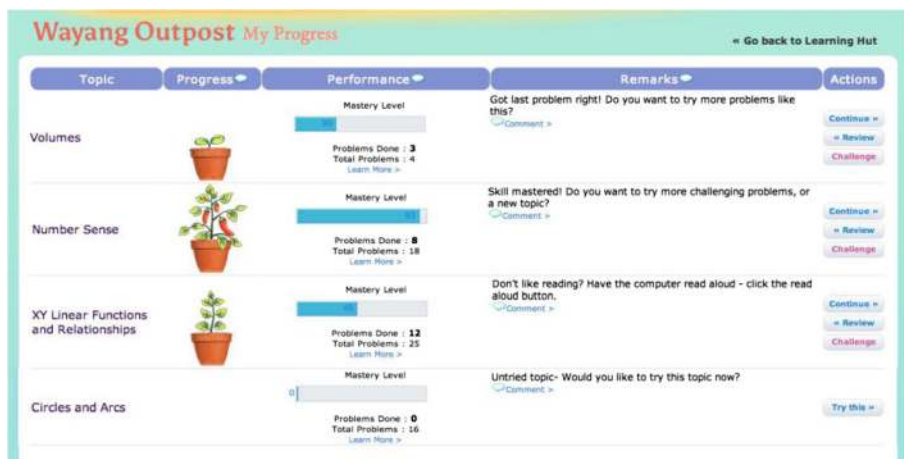 Wayang Outpost My Progress
« Go back to Learning Hut
Topic Progress Performance Remarks Actions
Volumes
Mastery Level
Problems Done : 3
Total Problems : 4
Learn More >
Got last problem right! Do you want to try more problems like
this?
Comment >
Continue »
« Review
Challenge
Number Sense
Mastery Level
Problems Done : 8
Total Problems : 18
Learn More >
Skill mastered! Do you want to try more challenging problems, or
a new topic?
Comment >
Continue »
« Review
Challenge
XY Linear Functions
and Relationships
Mastery Level
Problems Done : 12
Total Problems : 25
Learn More >
Don't like reading? Have the computer read aloud - click the read
aloud button.
Comment >
Continue »
« Review
Challenge
Circles and Arcs
Mastery Level
0
Problems Done : 0
Total Problems : 16
Learn More >
Untried topic- Would you like to try this topic now?
Comment >
Try this »